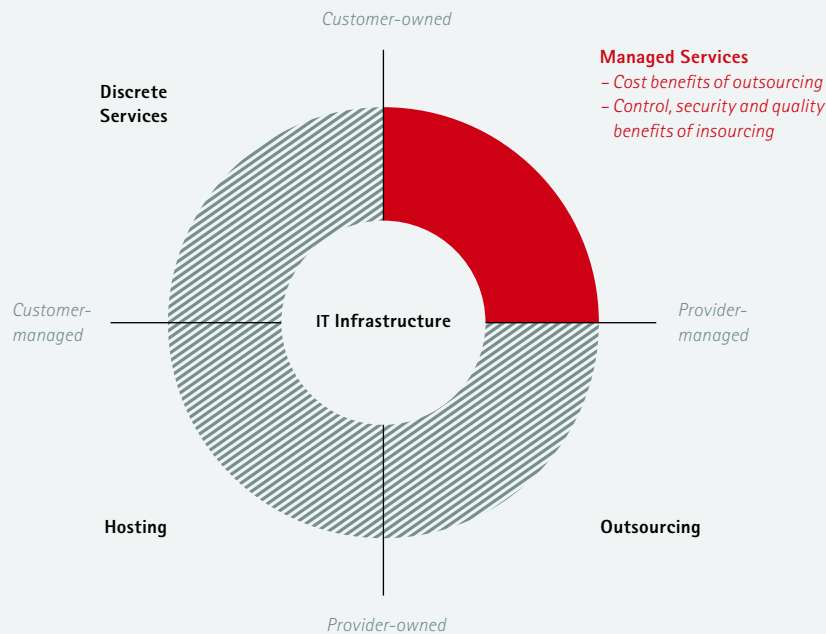 Customer-owned
Managed Services
– Cost benefits of outsourcing
– Control, security and quality
benefits of insourcing
Discrete
Services
Customer-
managed
IT Infrastructure
Provider-
managed
Hosting
Outsourcing
Provider-owned